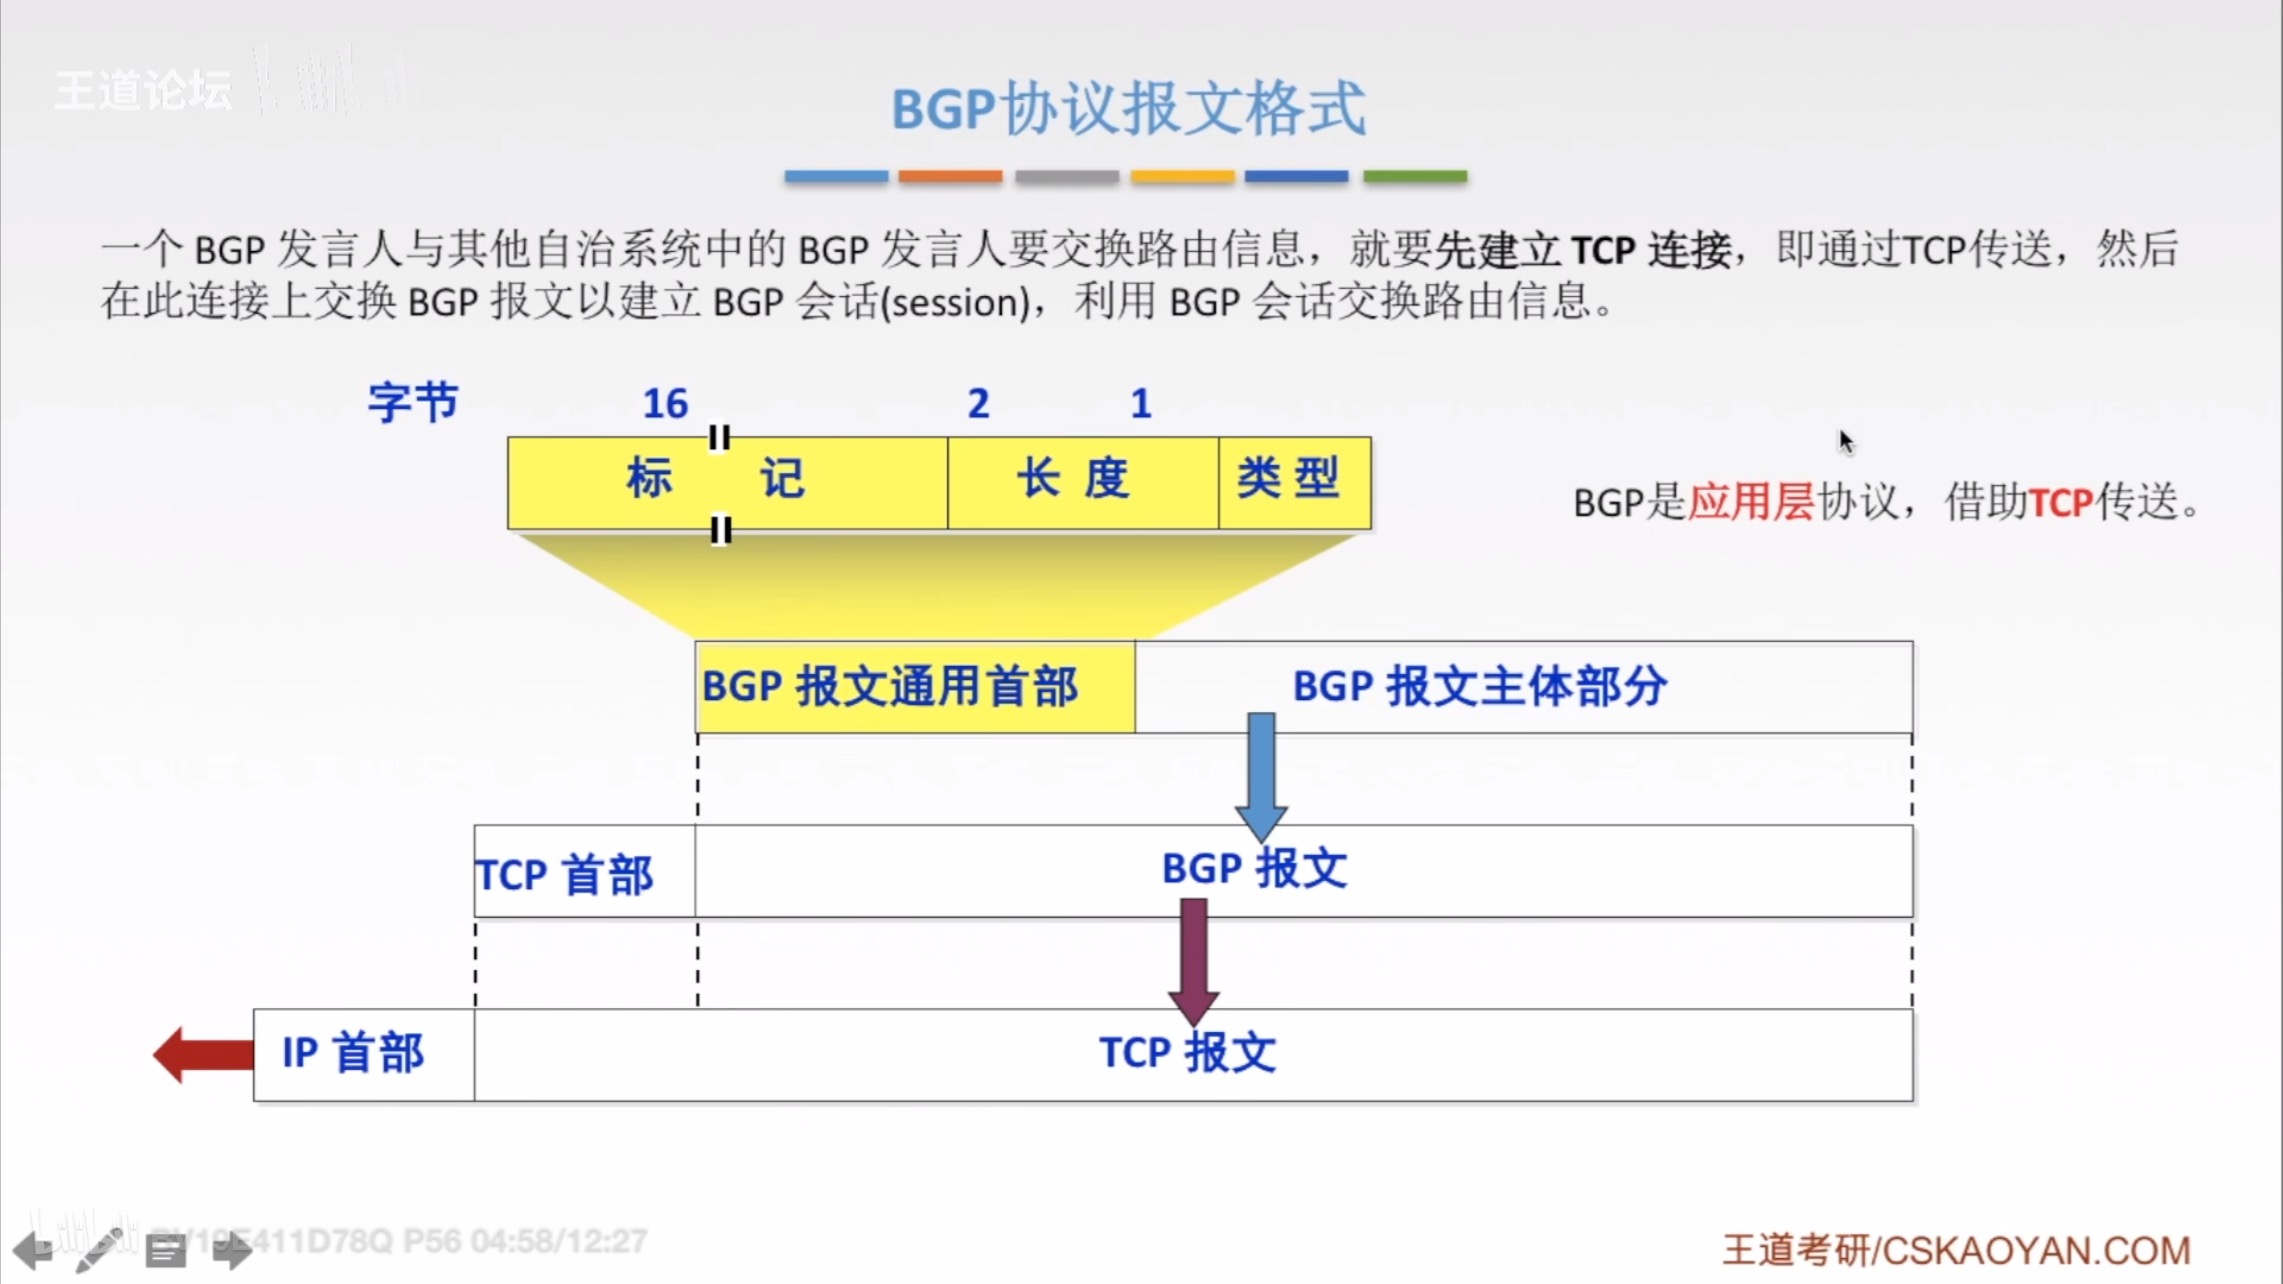 王道论坛
BGP协议报文格式
一个 BGP 发言人与其他自治系统中的 BGP 发言人要交换路由信息，就要先建立 TCP 连接，即通过TCP传送，然后
在此连接上交换 BGP 报文以建立 BGP 会话(session)，利用 BGP 会话交换路由信息。
字节 16 2 1
标 记 长 度 类 型
BGP是应用层协议，借助TCP传送。
BGP 报文通用首部 BGP 报文主体部分
TCP 首部 BGP 报文
IP 首部 TCP 报文
BV19E411D78Q P56 04:58/12:27
王道考研/CSKAOYAN.COM